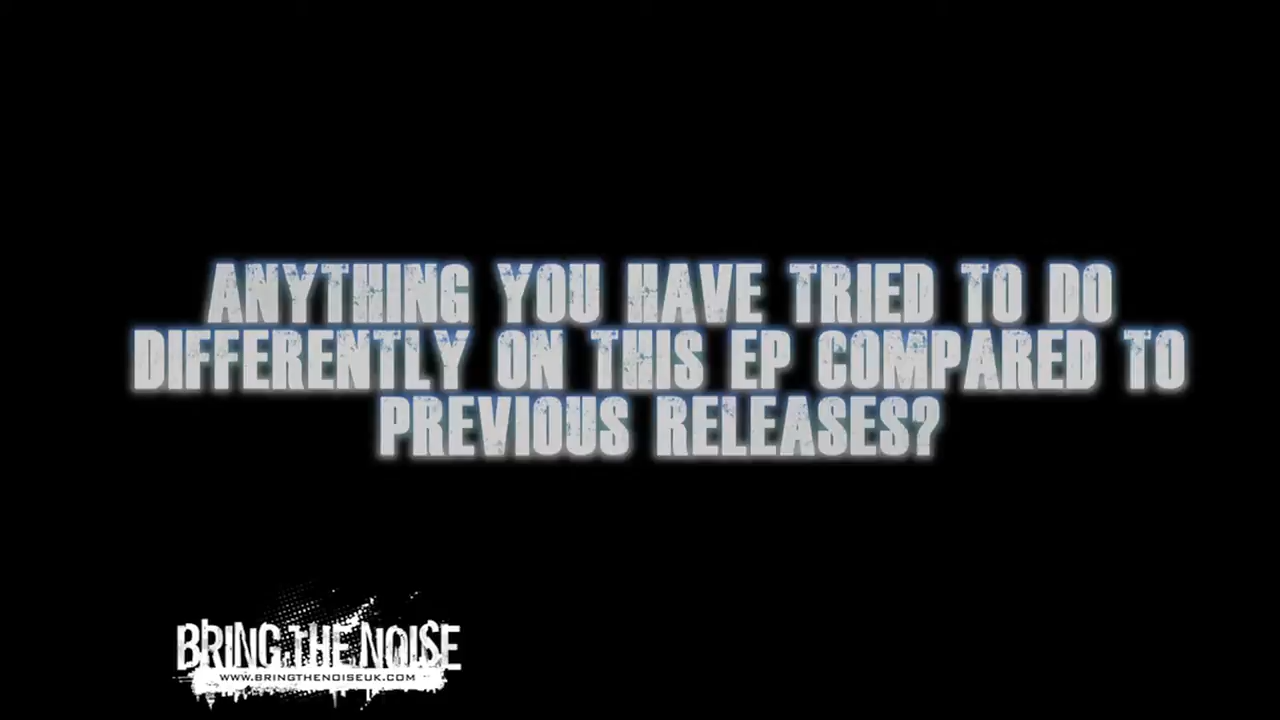 ANYTHING YOU HAVE TRIED TO DO
DIFFERENTLY ON THIS EP COMPARED TO
PREVIOUS RELEASES?
BRING THE NOISE
WWW.BRINGTHENOISEUK.COM